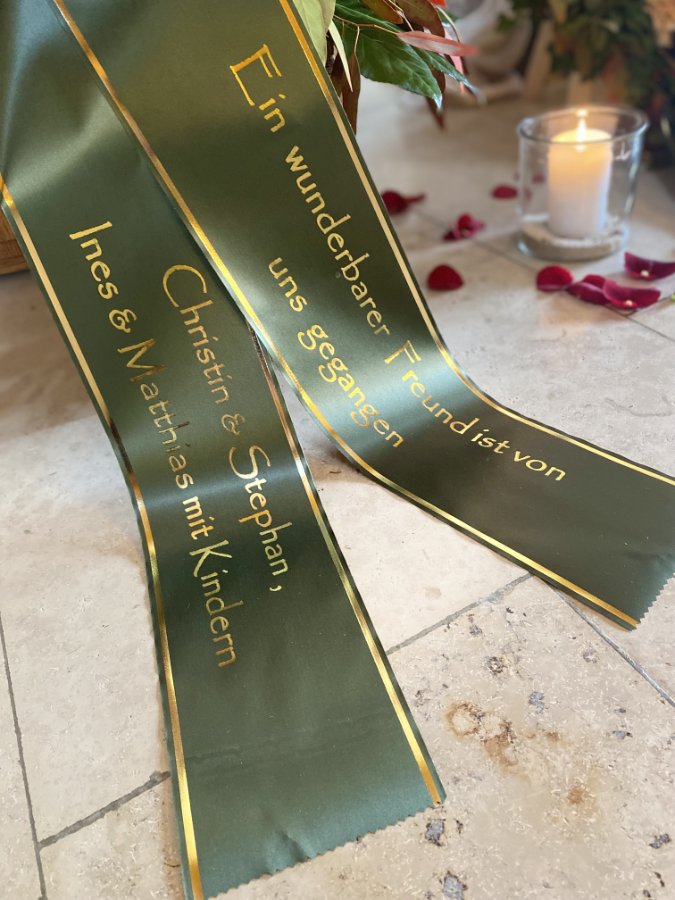 Ein wunderbarer Freund ist von
uns gegangen
Christin & Stephan,
Ines & Matthias mit Kindern